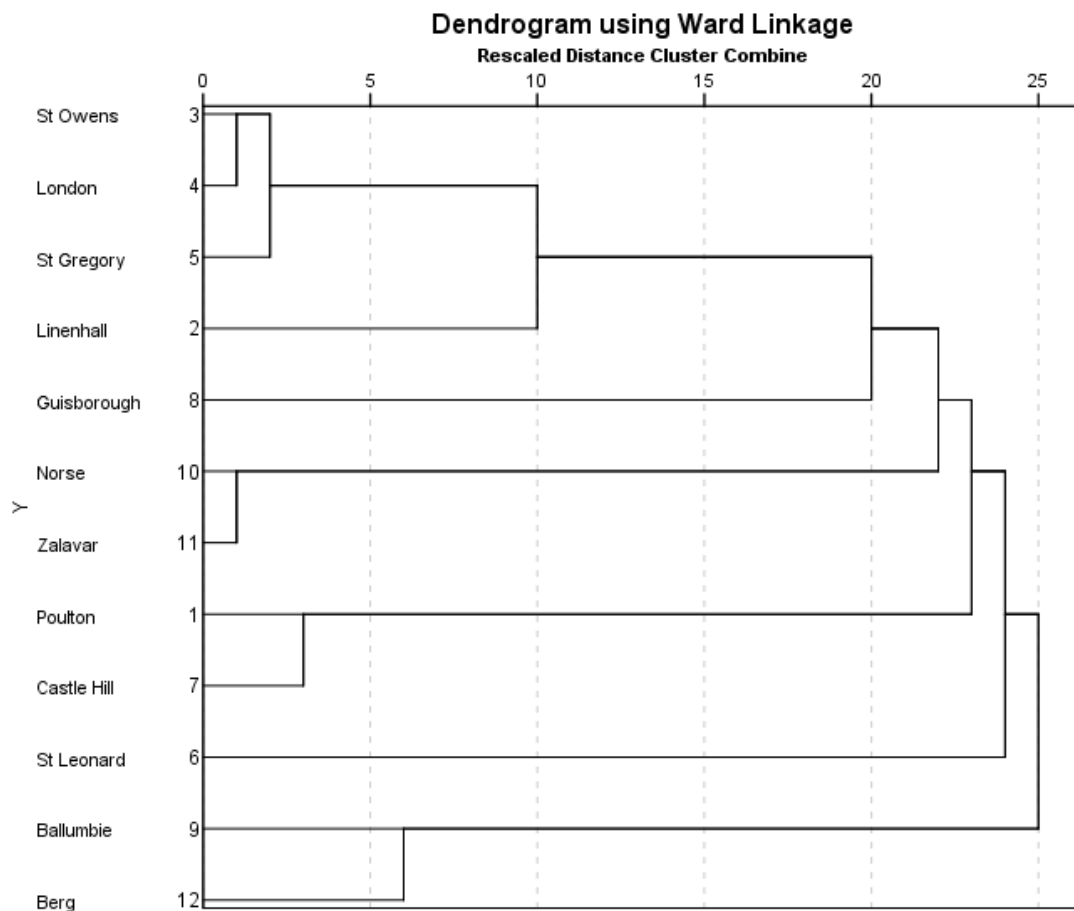 Dendrogram using Ward Linkage
Rescaled Distance Cluster Combine
0 5 10 15 20 25
St Owens 3
London 4
St Gregory 5
Linenhall 2
Guisborough 8
Norse 10
Y
Zalavar 11
Poulton 1
Castle Hill 7
St Leonard 6
Ballumbie 9
Berg 12